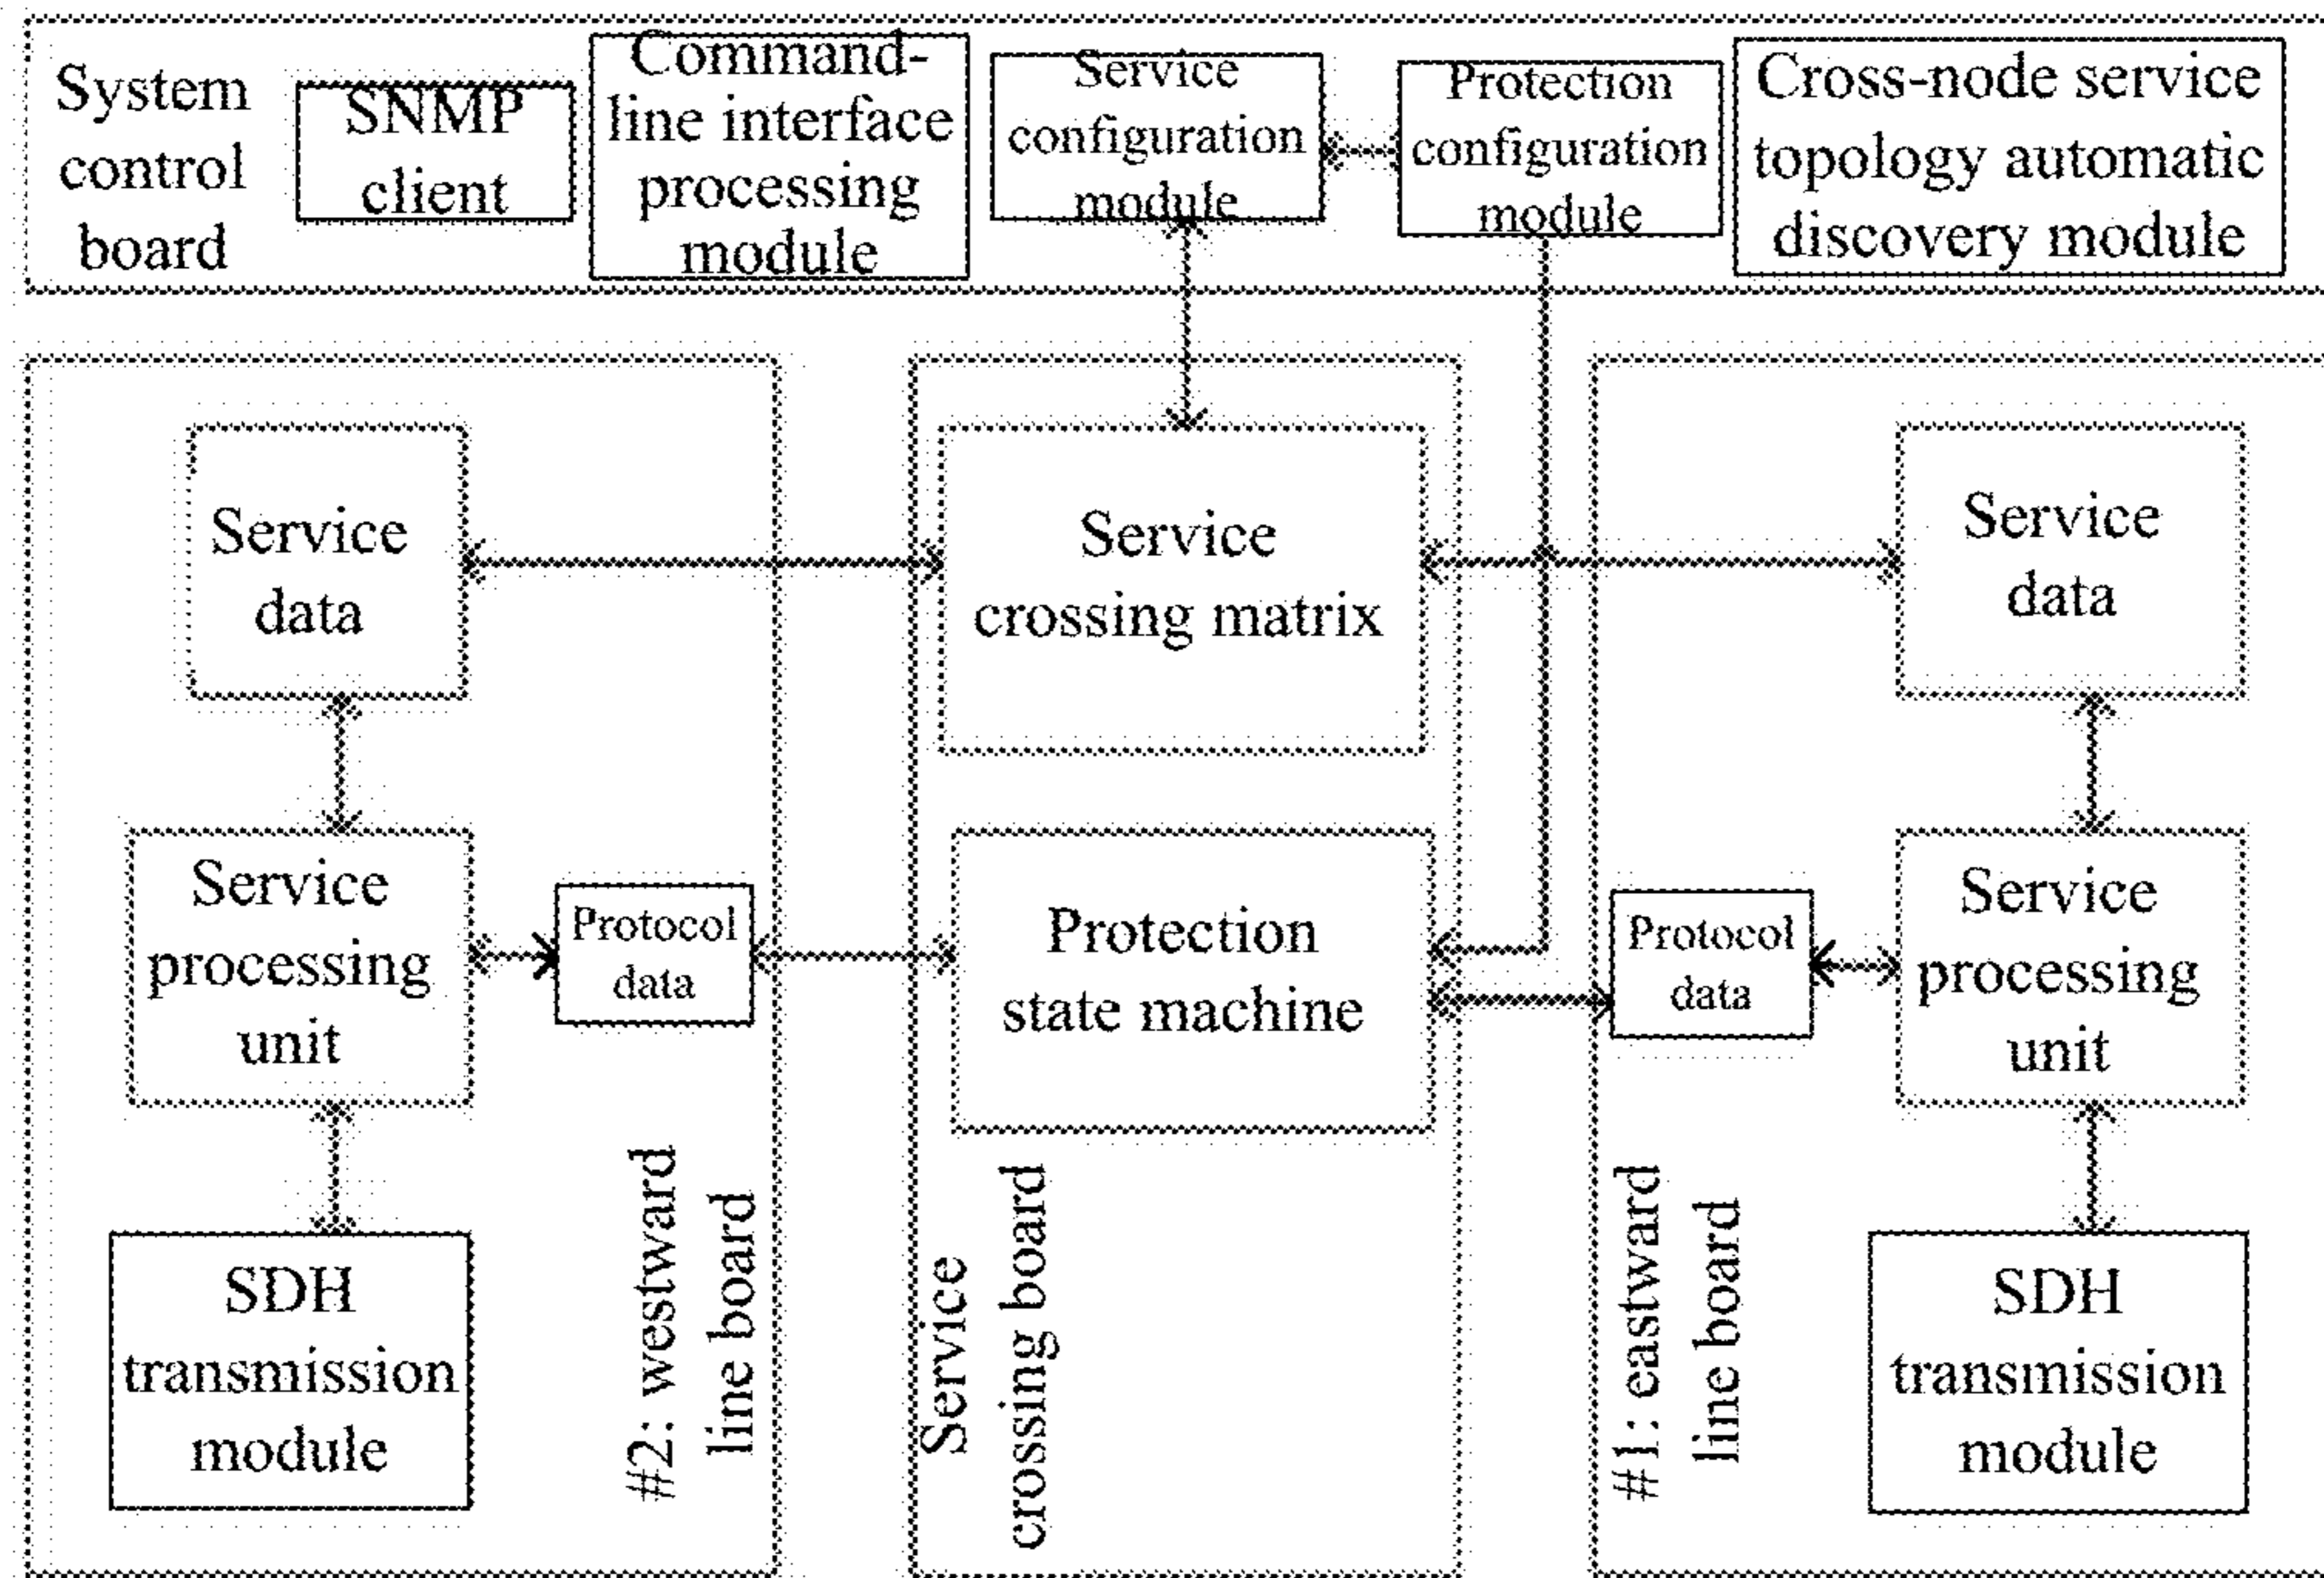 System
control
board
SNMP
client
Command-
line interface
processing
module
Service
configuration
module
Protection
configuration
module
Cross-node service
topology automatic
discovery module
Service
data
Service
crossing matrix
Service
data
Service
processing
unit
Protocol
data
Protection
state machine
Protocol
data
Service
processing
unit
SDH
transmission
module
#2: westward
line board
Service
crossing board
#1: eastward
line board
SDH
transmission
module